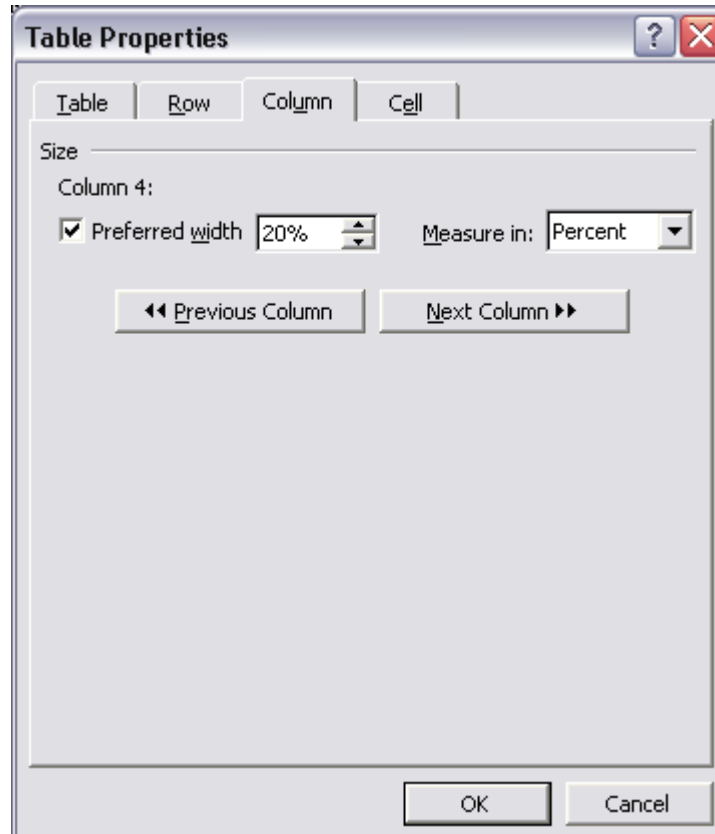 Table Properties
Table Row Column Cell
Size
Column 4:
Preferred width 20% Measure in: Percent
Previous Column Next Column
OK Cancel